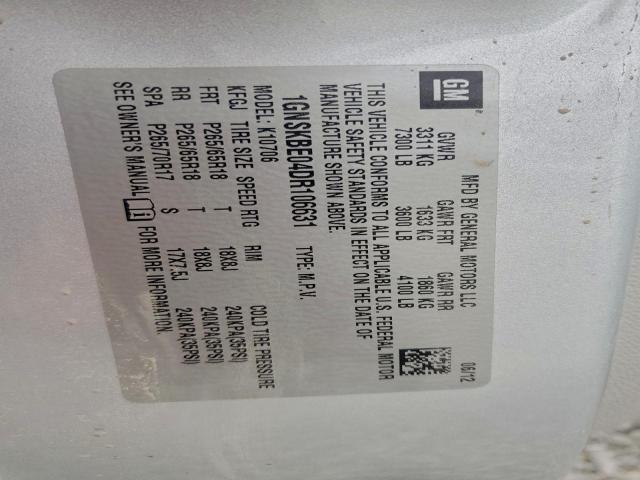 GM
MFD BY GENERAL MOTORS LLC 06/12
GVWR GAWR FRT GAWR RR
3311 KG 1633 KG 1860 KG
7300 LB 3600 LB 4100 LB
THIS VEHICLE CONFORMS TO ALL APPLICABLE U.S. FEDERAL MOTOR
VEHICLE SAFETY STANDARDS IN EFFECT ON THE DATE OF
MANUFACTURE SHOWN ABOVE.
1GNSKBE04DR106631 TYPE: M.P.V.
MODEL: K10706
KFGJ TIRE SIZE SPEED RTG RIM COLD TIRE PRESSURE
FRT P265/65R18 T 18X8J 240KPA(35PSI)
RR P265/65R18 T 18X8J 240KPA(35PSI)
SPA P265/70R17 S 17X7.5J 240KPA(35PSI)
SEE OWNER'S MANUAL FOR MORE INFORMATION.